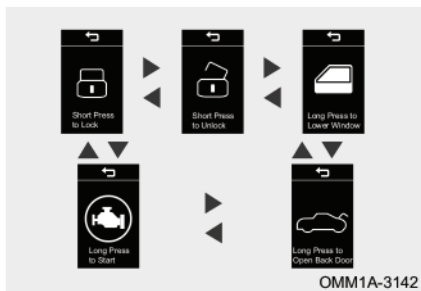 Short Press
to Lock
Short Press
to Unlock
Long Press to
Lower Window
Long Press
to Start
Long Press to
Open Back Door
OMM1A-3142